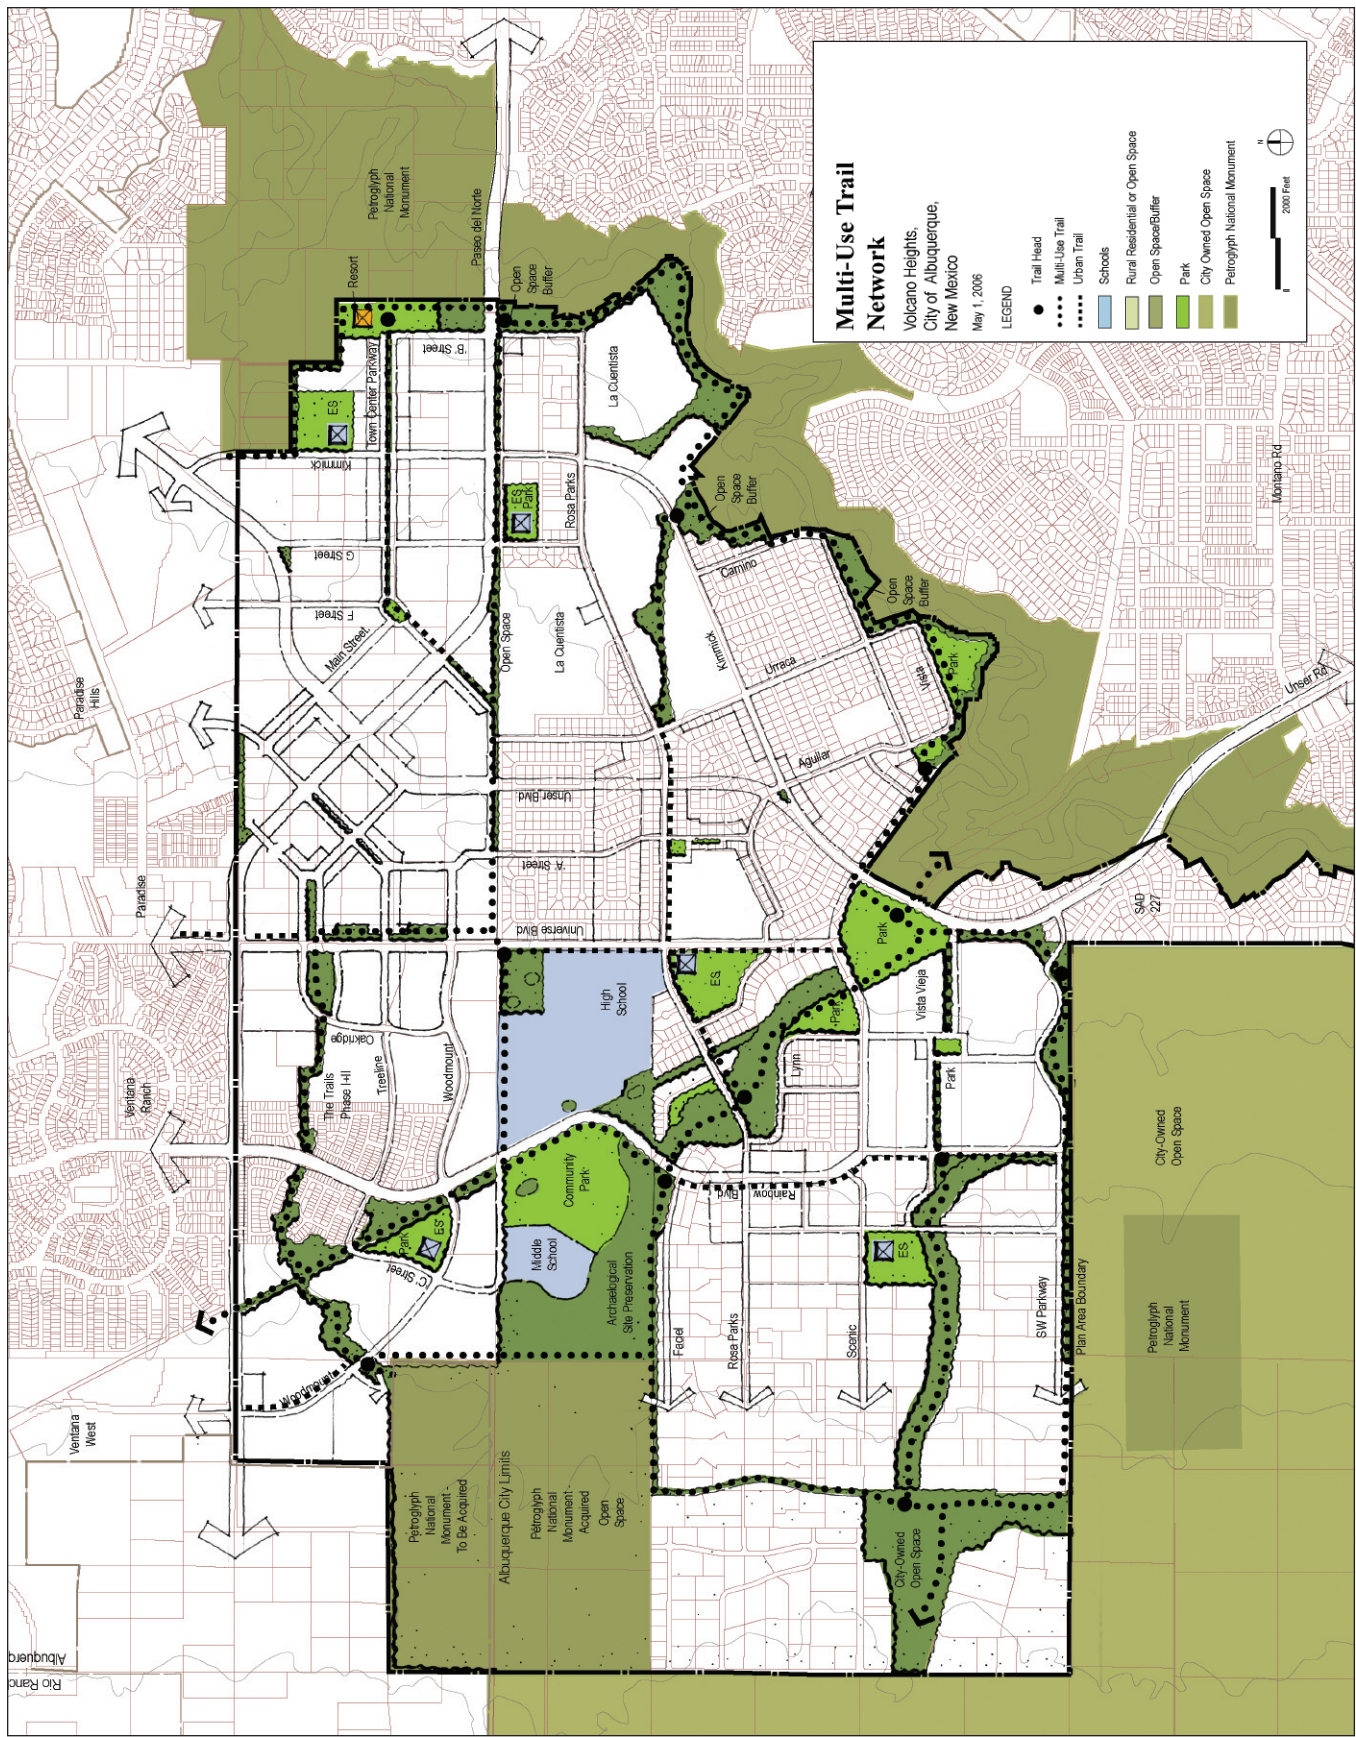 Multi-Use Trail
Network
Volcano Heights,
City of Albuquerque,
New Mexico
May 1, 2006
LEGEND
Trail Head
Multi-Use Trail
Urban Trail
Schools
Rural Residential or Open Space
Open Space/Buffer
Park
City Owned Open Space
Petroglyph National Monument
0
2000 Feet
N
Petroglyph
National
Monument
Resort
Paseo del Norte
Open
Space
Buffer
'B' Street
Town Center Parkway
ES
Kimmick
La Cuentista
ES
Park
Rosa Parks
Open
Space
Buffer
Montano Rd
G Street
F Street
Main Street
Open Space
La Cuentista
Camino
Kimmick
Urraca
Vista
Park
Open
Space
Buffer
Unser Rd
Paradise
Hills
Aguilar
Unser Blvd
'A' Street
Universe Blvd
Paradise
SAD
227
Park
High
School
ES
Park
Vista Vieja
Oakridge
Treeline
Woodmount
The Trails
Phase I+II
Ventana
Ranch
Lynn
Park
City-Owned
Open Space
Community
Park
Rainbow
Blvd
Park
ES
'C' Street
Middle
School
Archaelogical
Site Preservation
ES
Faciel
Rosa Parks
Scenic
SW Parkway
Plan Area Boundary
Petroglyph
National
Monument
Woodmount
Ventana
West
Petroglyph
National
Monument -
To Be Acquired
Albuquerque City Limits
Petroglyph
National
Monument -
Acquired
Open
Space
City-Owned
Open Space
Albuquerq
Rio Ranc